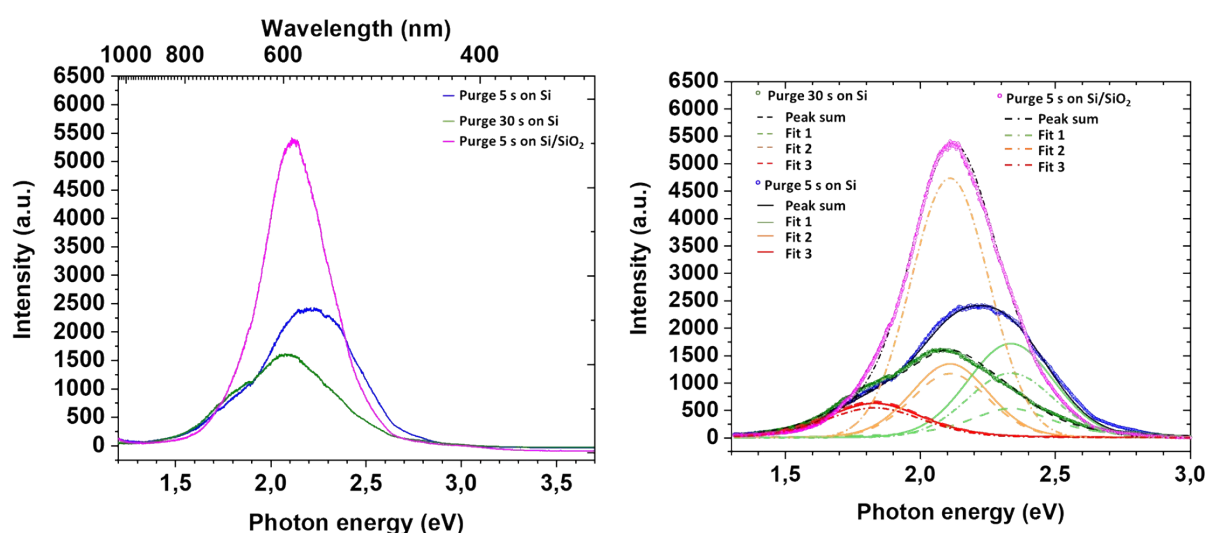 Wavelength (nm)
1000 800 600 400
6500
6000
5500
5000
4500
4000
3500
3000
2500
2000
1500
1000
500
0
Intensity (a.u.)
Purge 5 s on Si
Purge 30 s on Si
Purge 5 s on Si/SiO2
1,5 2,0 2,5 3,0 3,5
Photon energy (eV)
6500
6000
5500
5000
4500
4000
3500
3000
2500
2000
1500
1000
500
0
Intensity (a.u.)
Purge 30 s on Si
Peak sum
Fit 1
Fit 2
Fit 3
Purge 5 s on Si
Peak sum
Fit 1
Fit 2
Fit 3
Purge 5 s on Si/SiO2
Peak sum
Fit 1
Fit 2
Fit 3
1,5 2,0 2,5 3,0
Photon energy (eV)